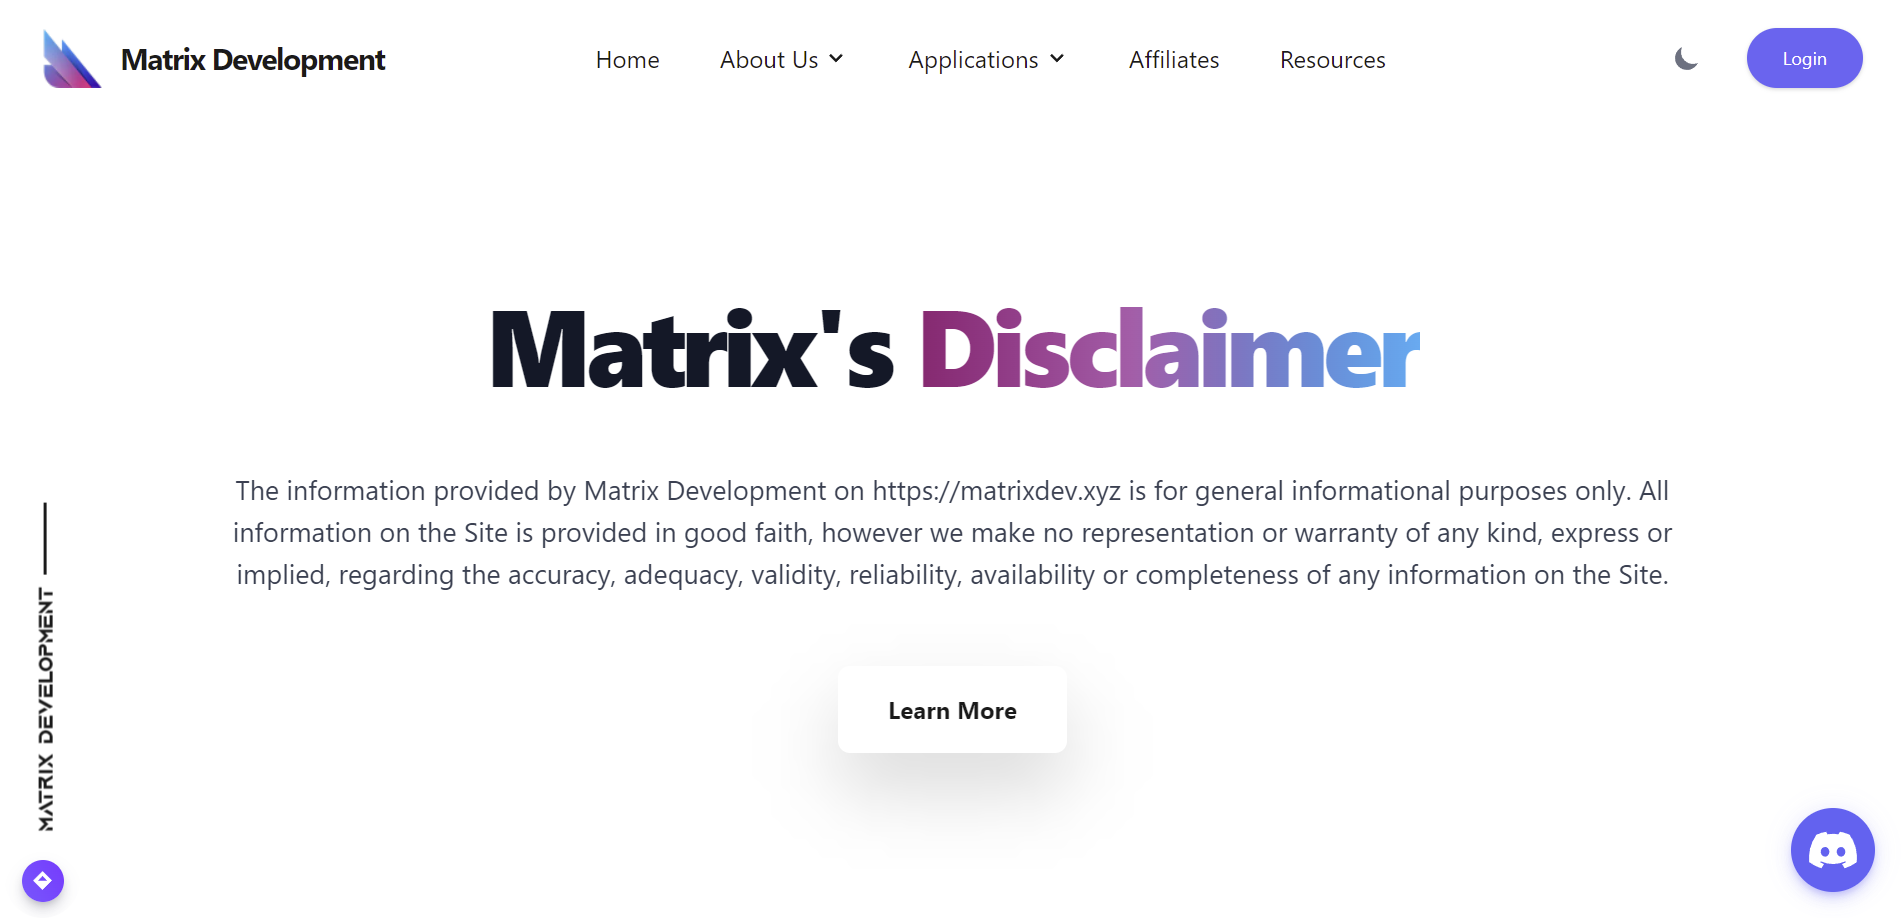 Matrix Development
Home
About Us
Applications
Affiliates
Resources
Login
Matrix's Disclaimer
The information provided by Matrix Development on https://matrixdev.xyz is for general informational purposes only. All
information on the Site is provided in good faith, however we make no representation or warranty of any kind, express or
implied, regarding the accuracy, adequacy, validity, reliability, availability or completeness of any information on the Site.
Learn More
MATRIX DEVELOPMENT